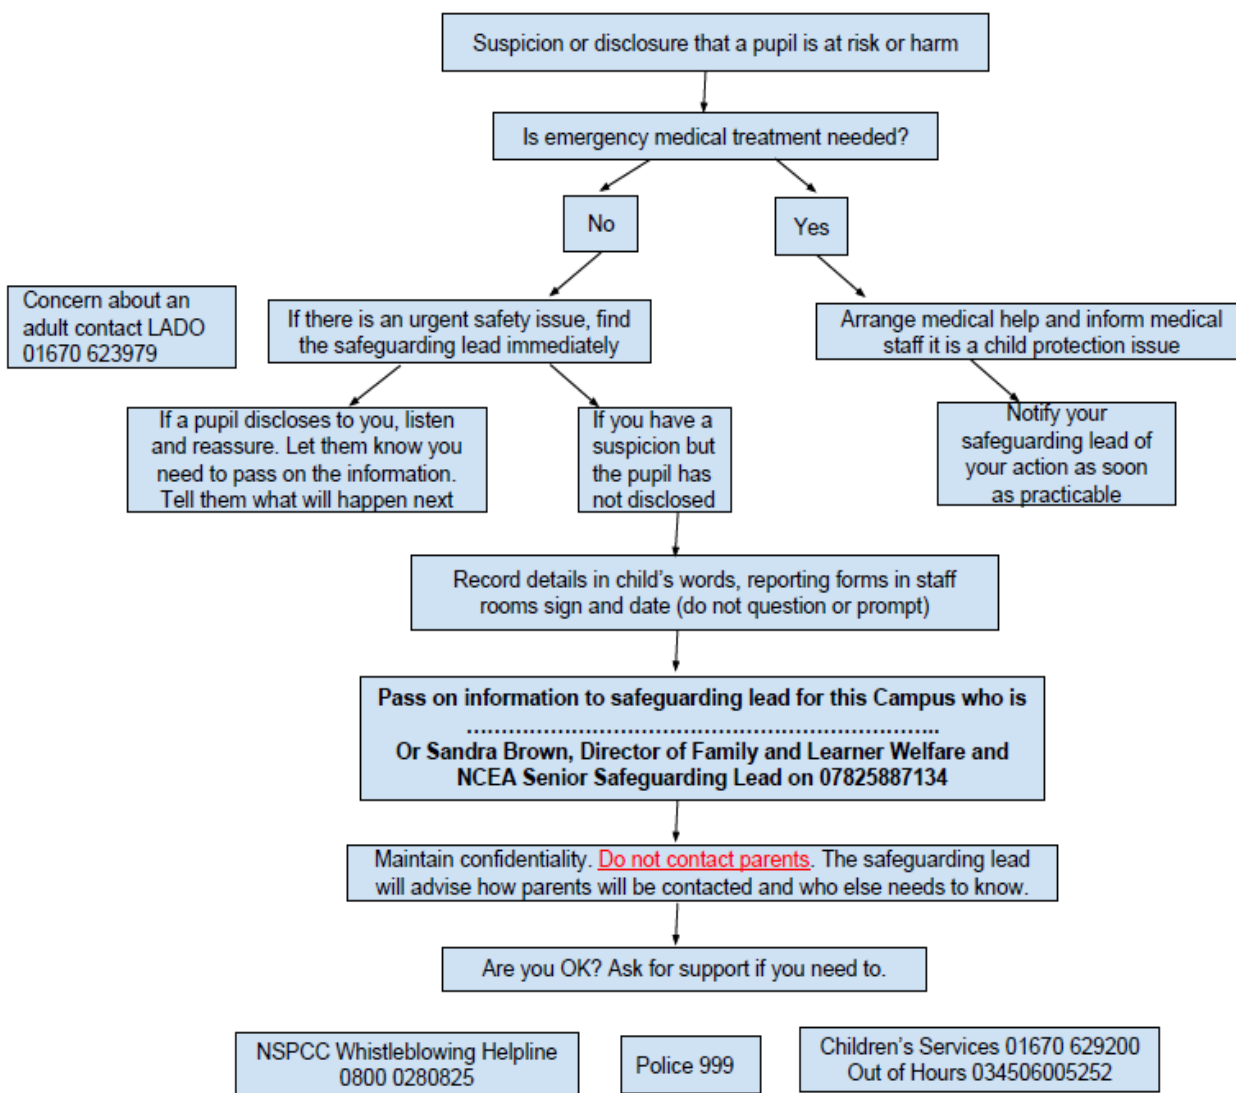 Suspicion or disclosure that a pupil is at risk or harm
Is emergency medical treatment needed?
No
Yes
Concern about an
adult contact LADO
01670 623979
If there is an urgent safety issue, find
the safeguarding lead immediately
Arrange medical help and inform medical
staff it is a child protection issue
If a pupil discloses to you, listen
and reassure. Let them know you
need to pass on the information.
Tell them what will happen next
If you have a
suspicion but
the pupil has
not disclosed
Notify your
safeguarding lead of
your action as soon
as practicable
Record details in child’s words, reporting forms in staff
rooms sign and date (do not question or prompt)
Pass on information to safeguarding lead for this Campus who is
…………………………………………………………..
Or Sandra Brown, Director of Family and Learner Welfare and
NCEA Senior Safeguarding Lead on 07825887134
Maintain confidentiality. Do not contact parents. The safeguarding lead
will advise how parents will be contacted and who else needs to know.
Are you OK? Ask for support if you need to.
NSPCC Whistleblowing Helpline
0800 0280825
Police 999
Children’s Services 01670 629200
Out of Hours 034506005252